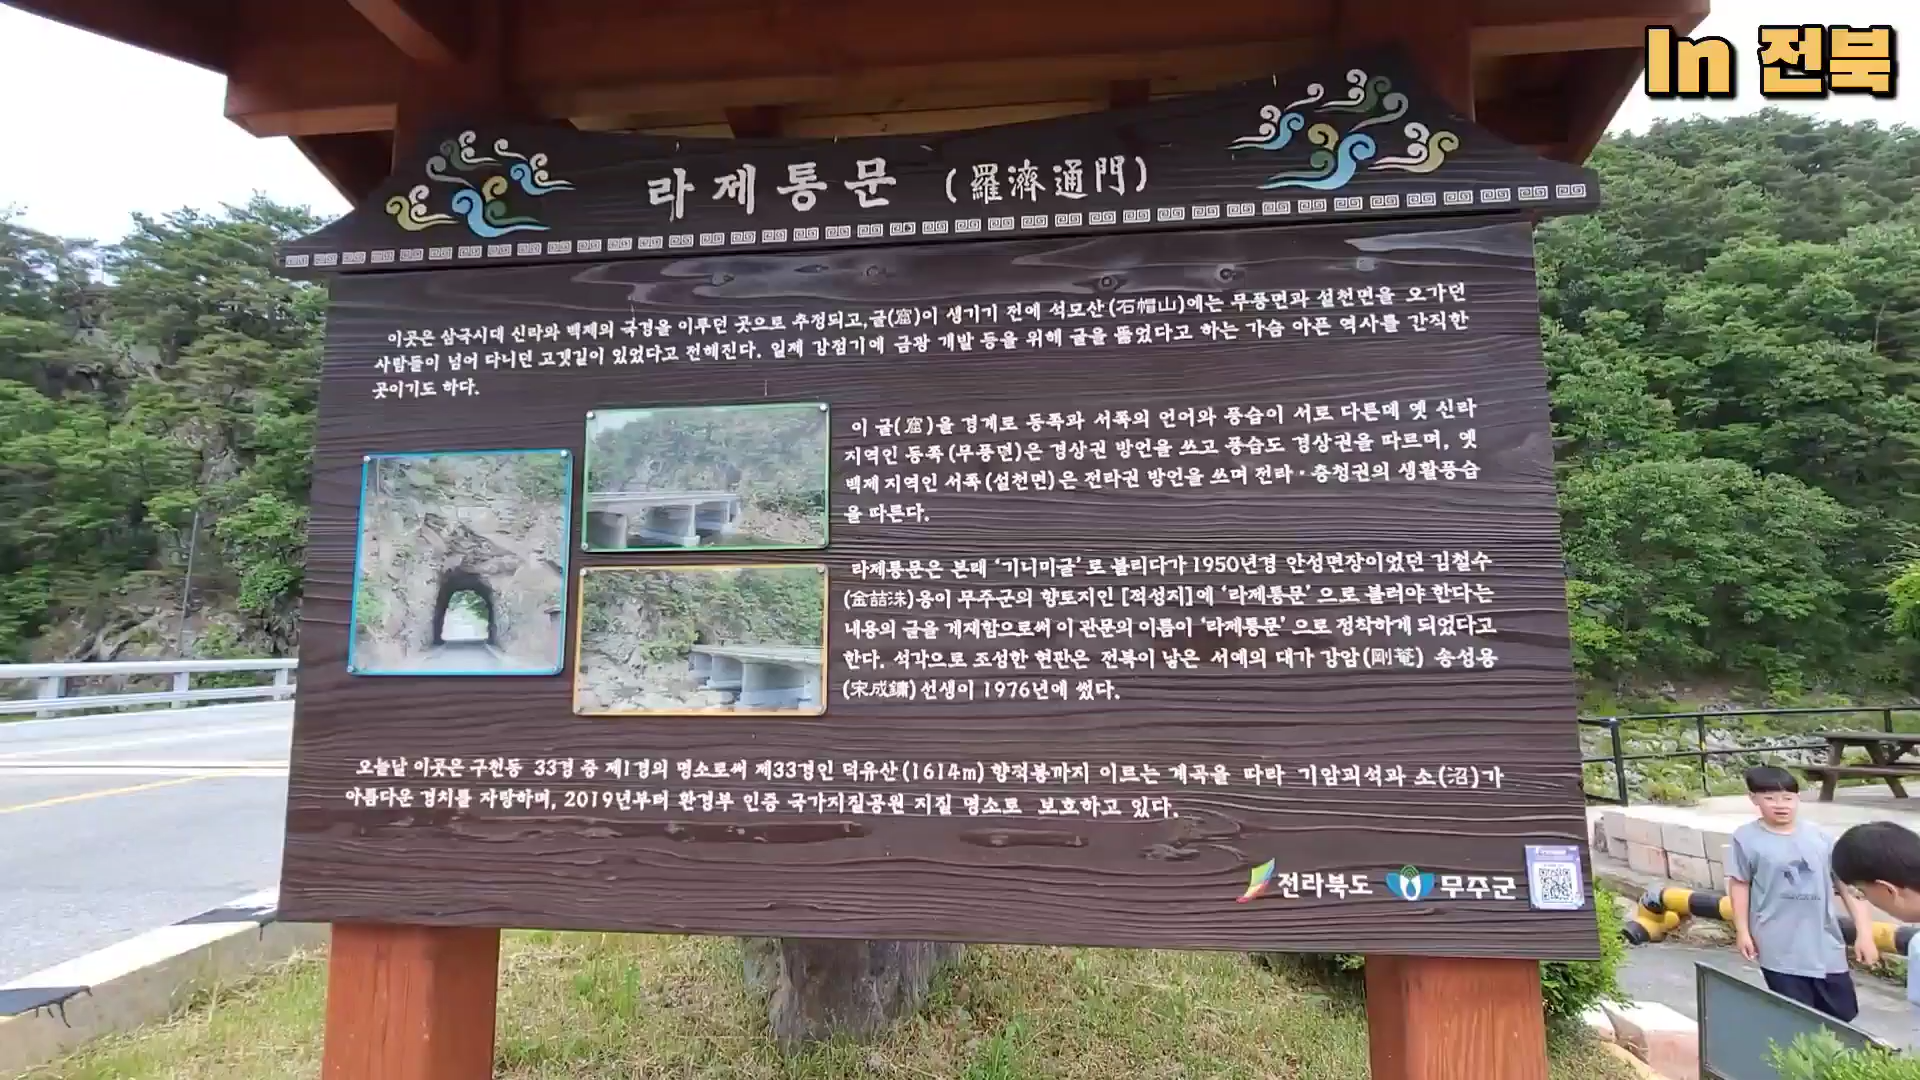 In 전북
라제통문 (羅濟通門)
이곳은 삼국시대 신라와 백제의 국경을 이루던 곳으로 추정되고, 굴(窟)이 생기기 전에 석모산(石帽山)에는 무풍면과 설천면을 오가던
사람들이 넘어 다니던 고갯길이 있었다고 전해진다. 일제 강점기에 금광 개발 등을 위해 굴을 뚫었다고 하는 가슴 아픈 역사를 간직한
곳이기도 하다.
이 굴(窟)을 경계로 동쪽과 서쪽의 언어와 풍습이 서로 다른데 옛 신라
지역인 동쪽(무풍면)은 경상권 방언을 쓰고 풍습도 경상권을 따르며, 옛
백제 지역인 서쪽(설천면)은 전라권 방언을 쓰며 전라·충청권의 생활풍습
을 따른다.
라제통문은 본래 '기니미굴'로 불리다가 1950년경 안성면장이었던 김철수
(金喆洙)옹이 무주군의 향토지인 [적성지]에 '라제통문'으로 불러야 한다는
내용의 글을 게재함으로써 이 관문의 이름이 '라제통문'으로 정착하게 되었다고
한다. 석각으로 조성한 현판은 전북이 낳은 서예의 대가 강암(剛菴) 송성용
(宋成鏞) 선생이 1976년에 썼다.
오늘날 이곳은 구천동 33경 중 제1경의 명소로써 제33경인 덕유산(1614m) 향적봉까지 이르는 계곡을 따라 기암괴석과 소(沼)가
아름다운 경치를 자랑하며, 2019년부터 환경부 인증 국가지질공원 지질 명소로 보호하고 있다.
전라북도 무주군